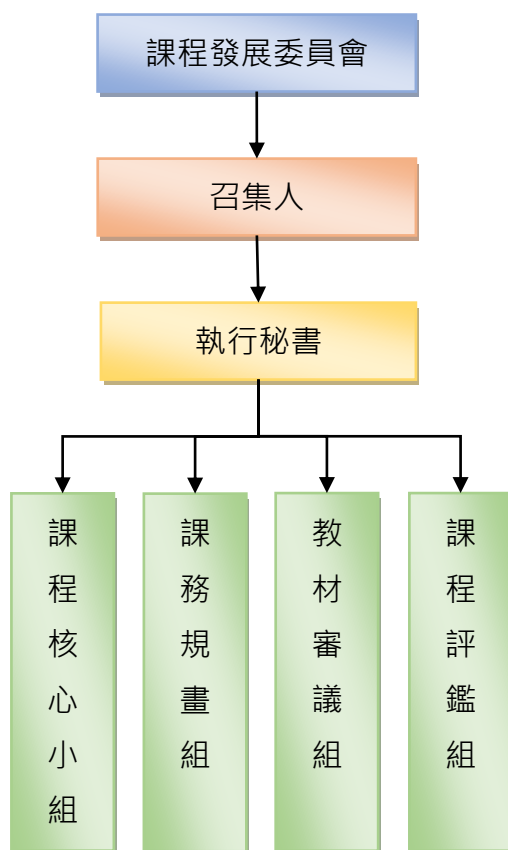 課程發展委員會
召集人
執行秘書
課程核心小組
課務規畫組
教材審議組
課程評鑑組